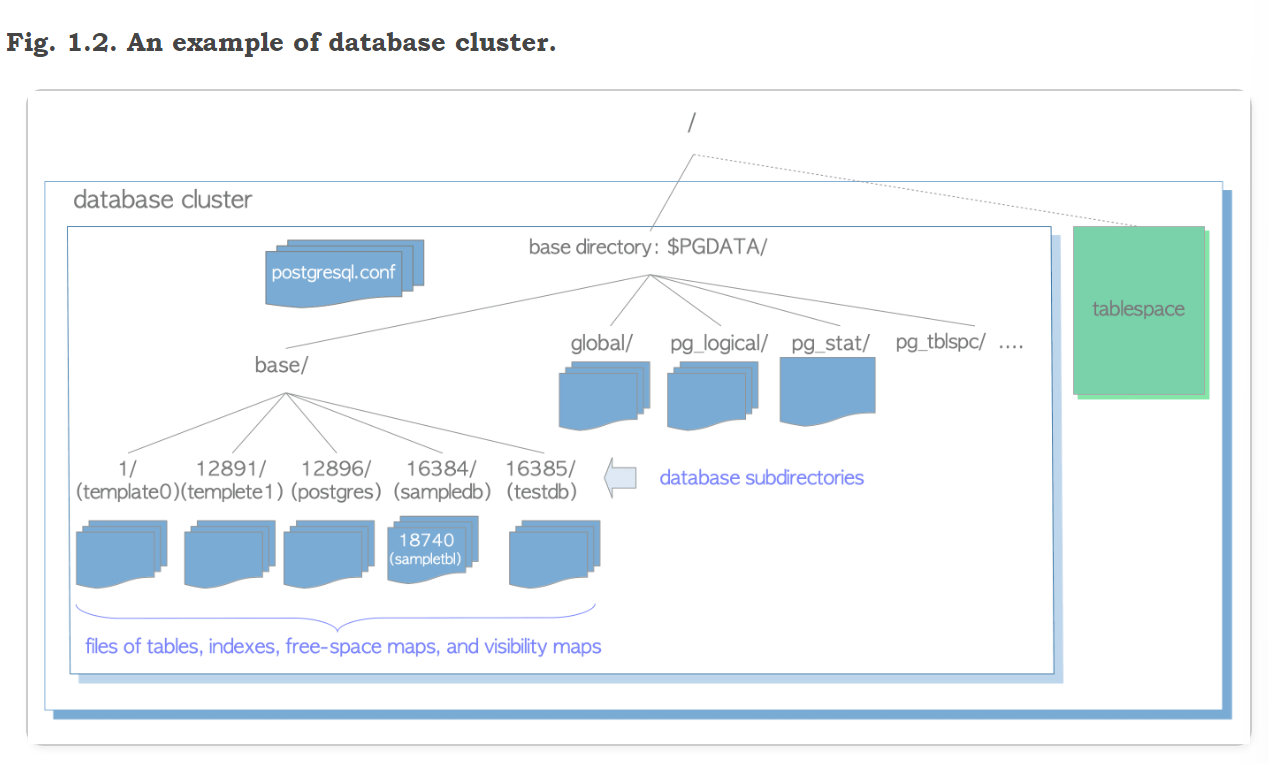 Fig. 1.2. An example of database cluster.
/
database cluster
postgresql.conf
base directory: $PGDATA/
tablespace
global/ pg_logical/ pg_stat/ pg_tblspc/ ....
base/
1/ 12891/ 12896/ 16384/ 16385/
(template0) (templete1) (postgres) (sampledb) (testdb)
database subdirectories
18740
(sampletbl)
files of tables, indexes, free-space maps, and visibility maps